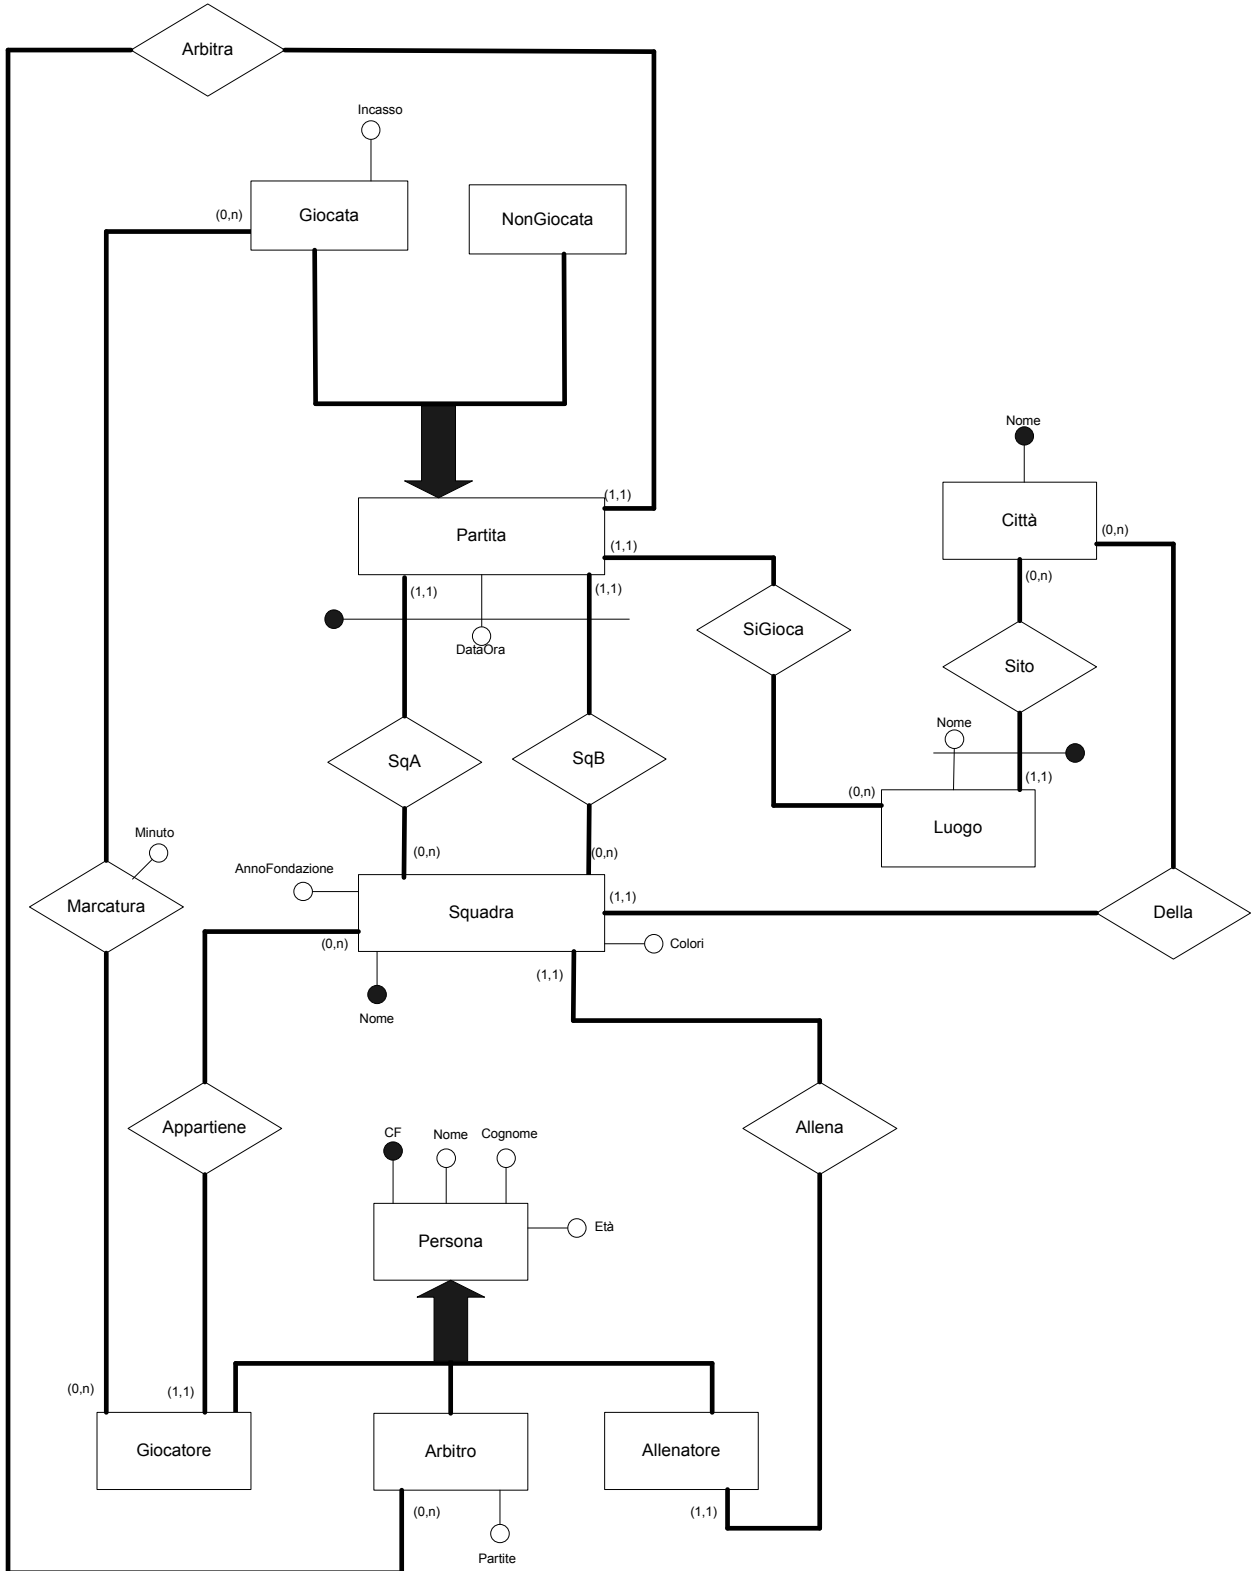 Arbitra
Incasso
Giocata
NonGiocata
(0,n)
Nome
Città
(0,n)
(0,n)
(1,1)
Partita
(1,1)
(1,1)
(1,1)
DataOra
SiGioca
Sito
Nome
SqA
SqB
(0,n)
(1,1)
Luogo
Minuto
(0,n)
(0,n)
AnnoFondazione
Marcatura
Squadra
(1,1)
Della
(0,n)
Colori
(1,1)
Nome
Appartiene
Allena
CF
Nome
Cognome
Età
Persona
(0,n)
(1,1)
Giocatore
Arbitro
Allenatore
(0,n)
(1,1)
Partite